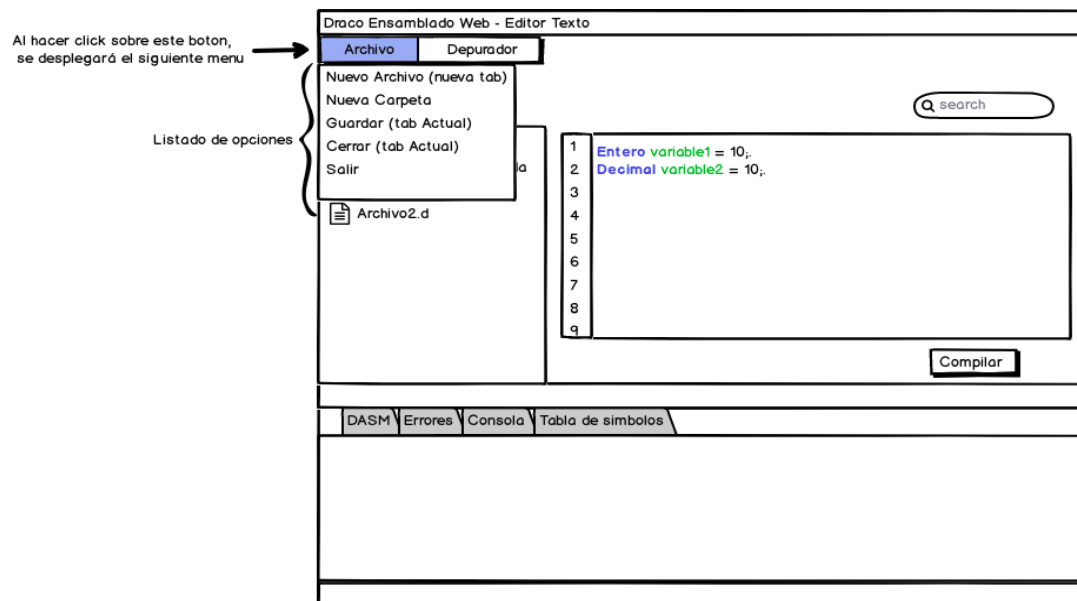 Draco Ensamblado Web - Editor Texto
Al hacer click sobre este boton,
se desplegará el siguiente menu
Archivo
Depurador
Nuevo Archivo (nueva tab)
Nueva Carpeta
Guardar (tab Actual)
Cerrar (tab Actual)
Salir
Listado de opciones
search
Archivo2.d
1 Entero variable1 = 10;.
2 Decimal variable2 = 10;.
3
4
5
6
7
8
9
Compilar
DASM
Errores
Consola
Tabla de simbolos